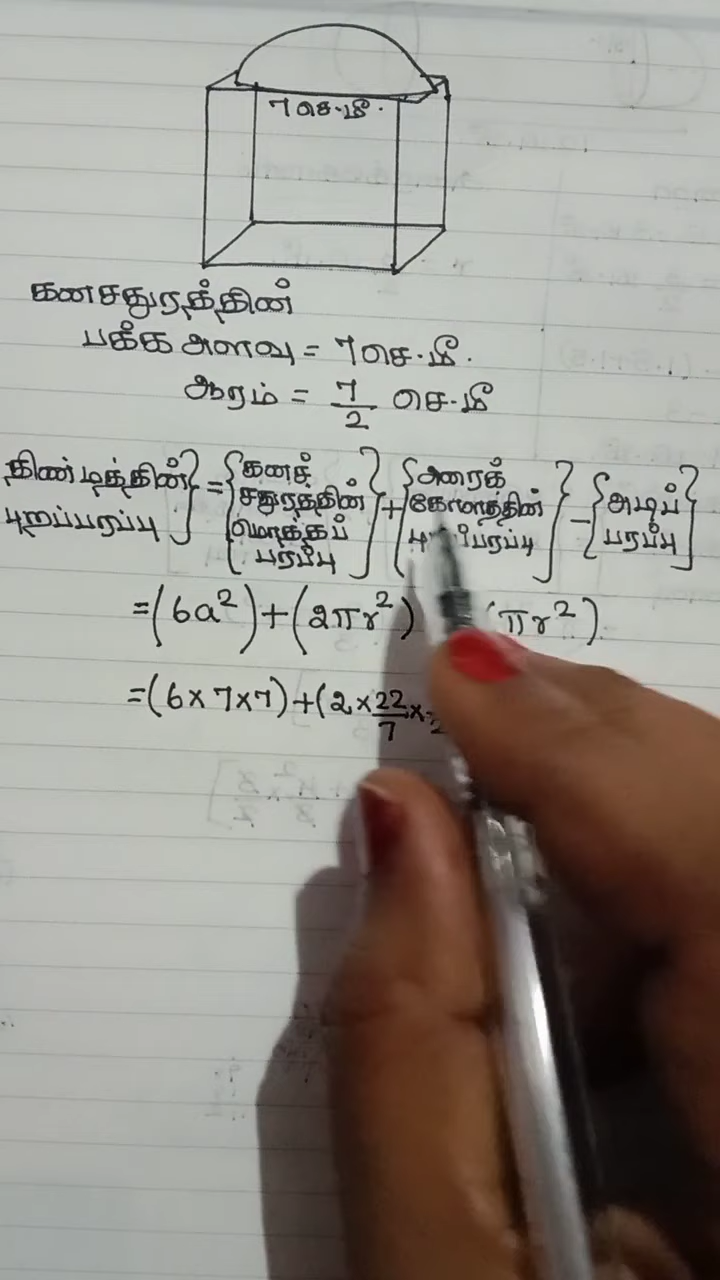 7 செ.மீ.
கனசதுரத்தின்
பக்க அளவு = 7 செ.மீ.
ஆரம் = 7/2 செ.மீ
திண்மத்தின் புறப்பரப்பு } = { கனச் சதுரத்தின் மொத்தப் பரப்பு } + { அரைக் கோளத்தின் } - { அடிப் பரப்பு }
= (6a²) + (2πr²) (πr²)
= (6 × 7 × 7) + (2 × 22/7 ×